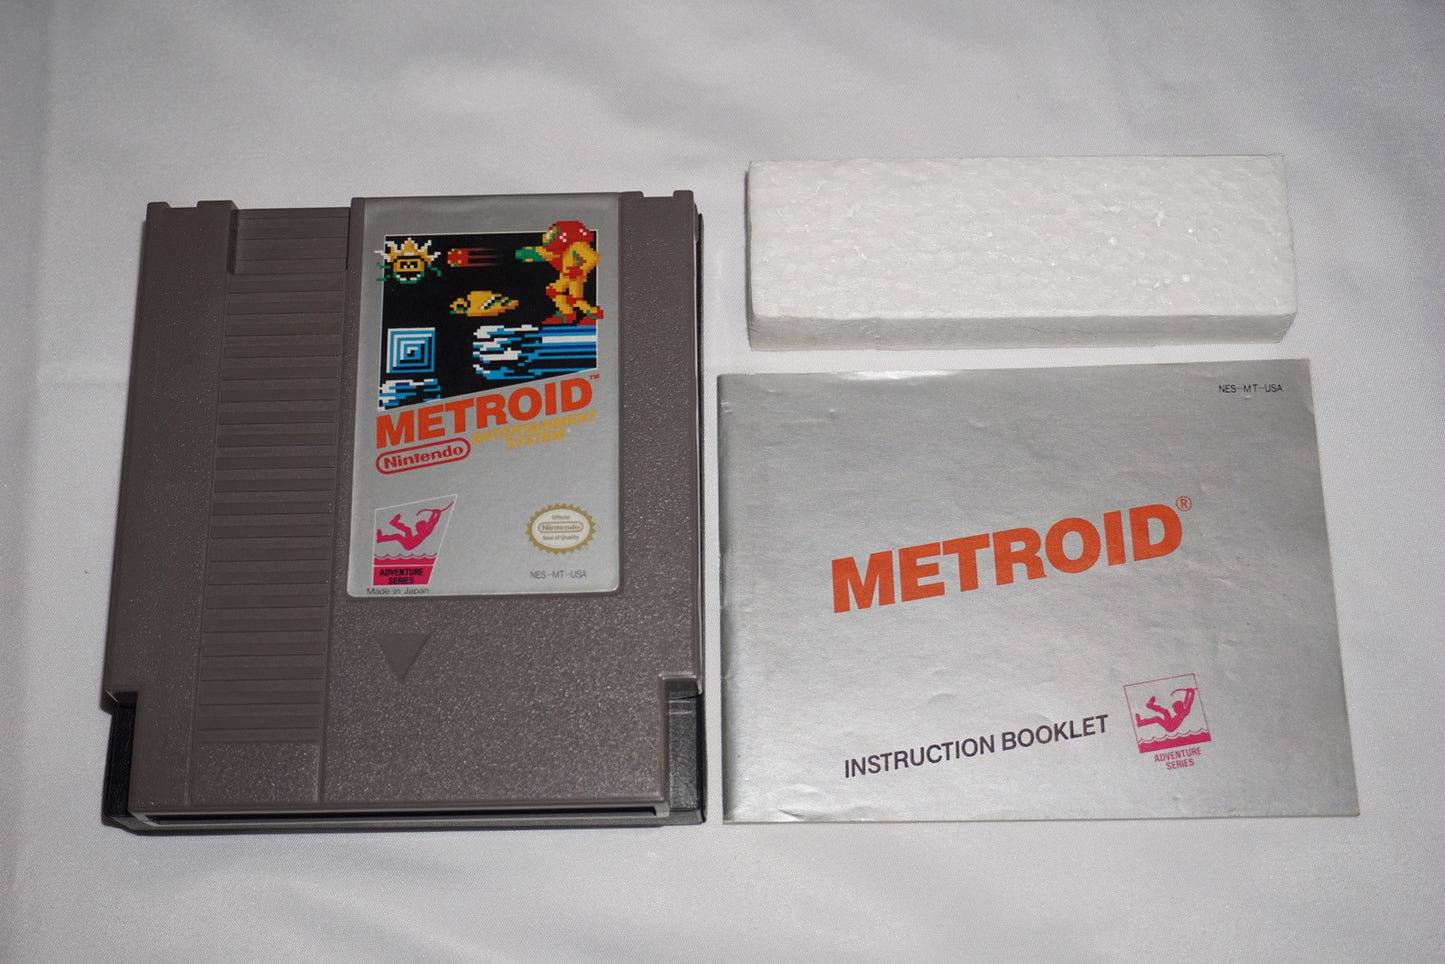 METROID™
Nintendo®
ENTERTAINMENT
SYSTEM®
Official
Nintendo
Seal of Quality
ADVENTURE
SERIES
NES-MT-USA
Made in Japan
NES-MT-USA
METROID®
INSTRUCTION BOOKLET
ADVENTURE
SERIES